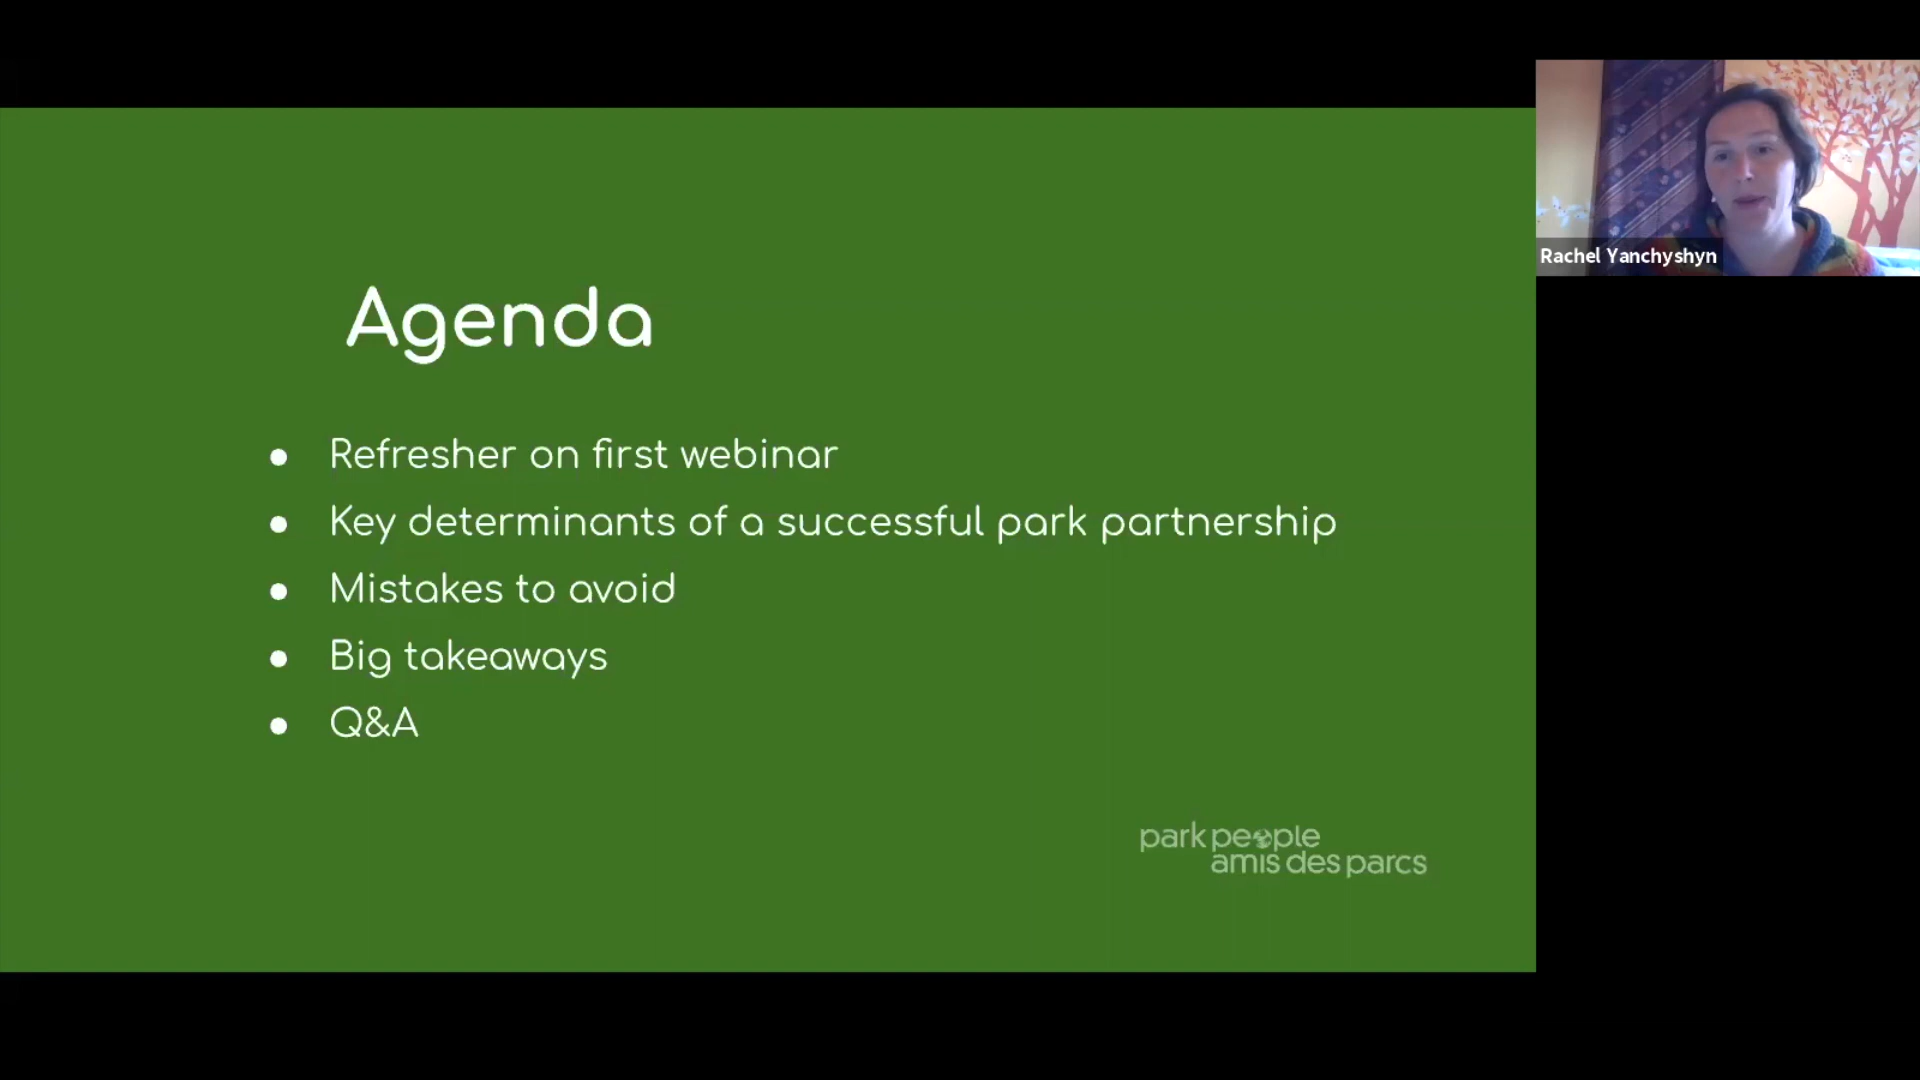 Rachel Yanchyshyn
Agenda
● Refresher on first webinar
● Key determinants of a successful park partnership
● Mistakes to avoid
● Big takeaways
● Q&A
park people
amis des parcs